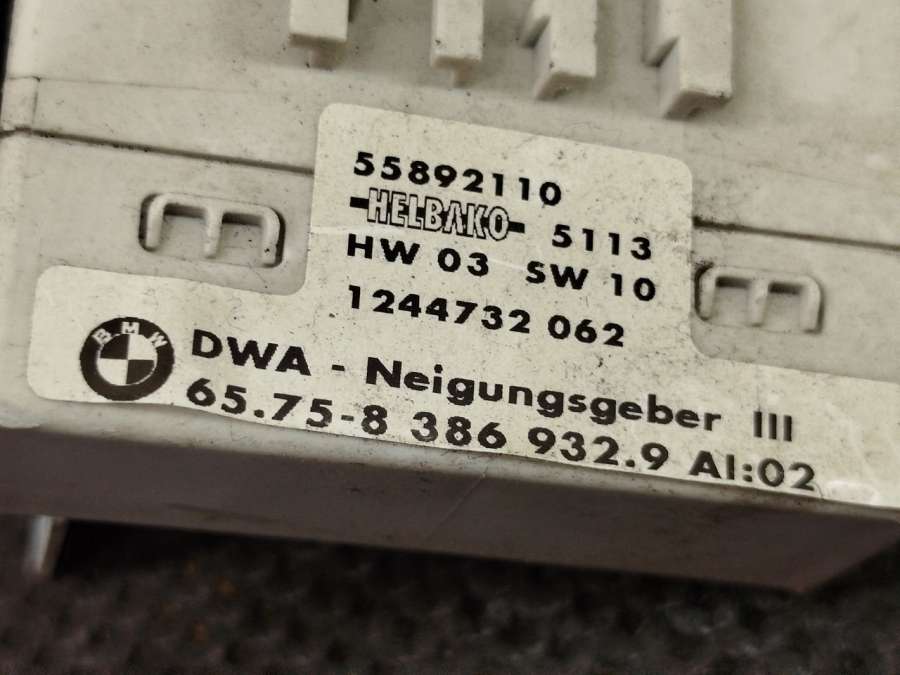 55892110
HELBAKO 5113
HW 03 SW 10
1244732 062
BMW DWA - Neigungsgeber III
65.75-8 386 932.9 AI:02